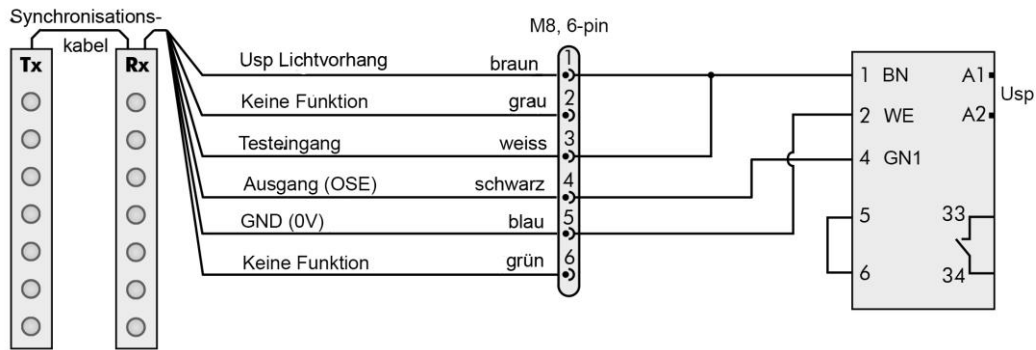 Synchronisations-
kabel
Tx
Rx
M8, 6-pin
Usp Lichtvorhang braun 1
Keine Funktion grau 2
Testeingang weiss 3
Ausgang (OSE) schwarz 4
GND (0V) blau 5
Keine Funktion grün 6
1 BN A1
Usp
2 WE A2
4 GN1
5 33
6 34